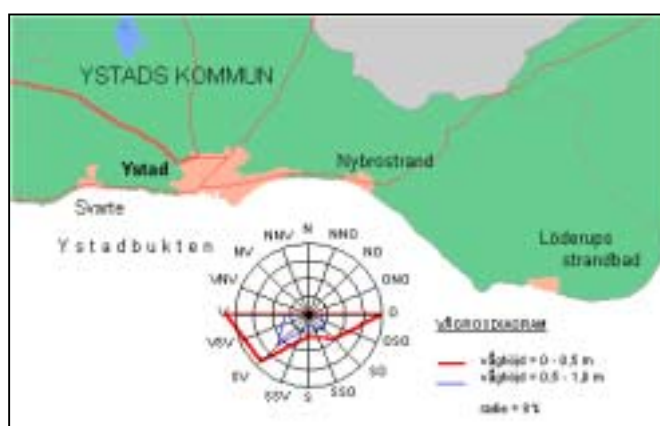 YSTADS KOMMUN
Ystad
Nybrostrand
Svarte
Ystadbukten
Löderups
strandbad
N
NNV
NNO
NV
NO
VNV
ONO
V
O
VSV
OSO
SV
SO
SSV
SSO
S
VÅGROSDIAGRAM
våghöjd = 0 - 0,5 m
våghöjd = 0,5 - 1,0 m